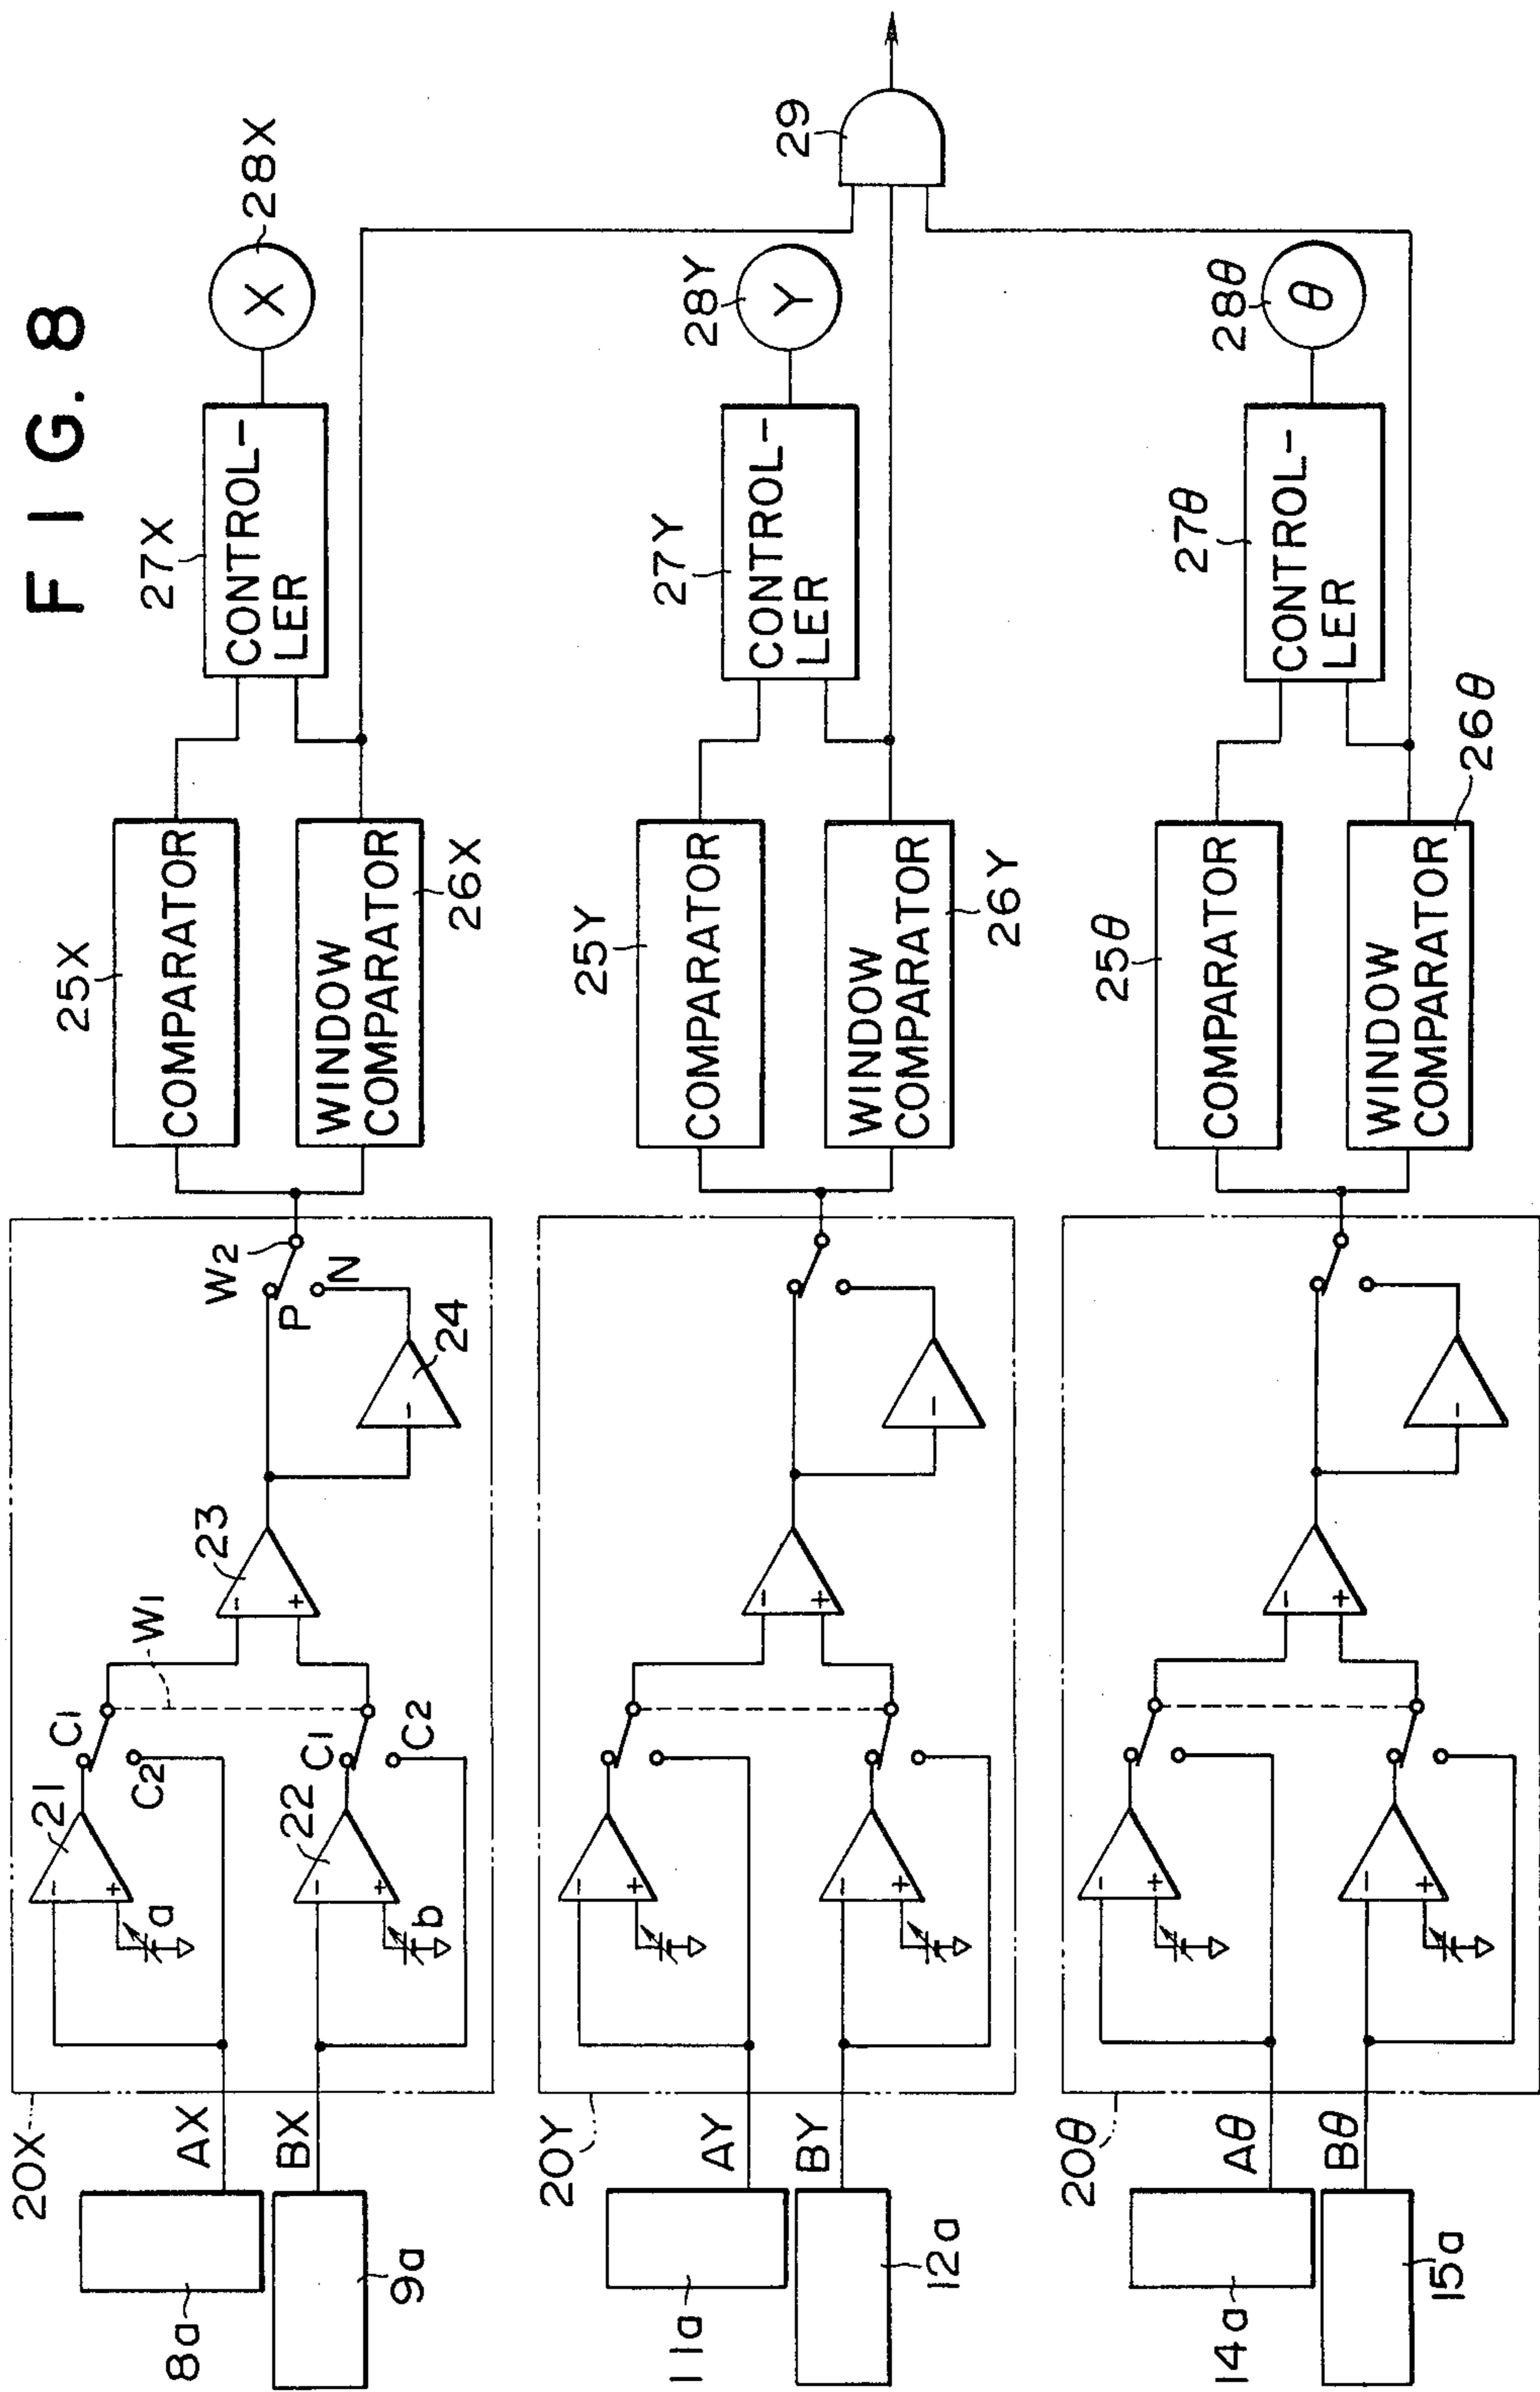 F I G. 8
20X
AX
BX
8a
9a
21
C1
C2
W1
22
C1
C2
a
b
-
+
-
+
23
-
+
24
-
W2
P
N
25X
COMPARATOR
WINDOW
COMPARATOR
26X
27X
CONTROL-
LER
28X
X
20Y
AY
BY
11a
12a
-
+
-
+
-
+
-
25Y
COMPARATOR
WINDOW
COMPARATOR
26Y
27Y
CONTROL-
LER
28Y
Y
29
20θ
Aθ
Bθ
14a
15a
-
+
-
+
-
+
-
25θ
COMPARATOR
WINDOW
COMPARATOR
26θ
27θ
CONTROL-
LER
28θ
θ